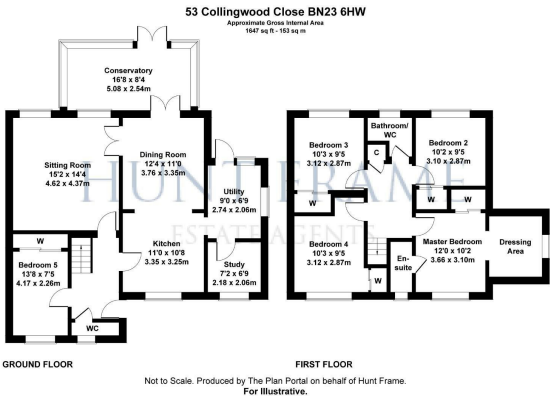 53 Collingwood Close BN23 6HW
Approximate Gross Internal Area
1647 sq ft - 153 sq m
Conservatory
16'8 x 8'4
5.08 x 2.54m
Sitting Room
15'2 x 14'4
4.62 x 4.37m
Dining Room
12'4 x 11'0
3.76 x 3.35m
Utility
9'0 x 6'9
2.74 x 2.06m
Kitchen
11'0 x 10'8
3.35 x 3.25m
Study
7'2 x 6'9
2.18 x 2.06m
W
Bedroom 5
13'8 x 7'5
4.17 x 2.26m
WC
Bedroom 3
10'3 x 9'5
3.12 x 2.87m
W
Bathroom/
WC
C
Bedroom 2
10'2 x 9'5
3.10 x 2.87m
W
W
Bedroom 4
10'3 x 9'5
3.12 x 2.87m
W
En-
suite
Master Bedroom
12'0 x 10'2
3.66 x 3.10m
Dressing
Area
HUNT FRAME
ESTATE AGENTS
GROUND FLOOR
FIRST FLOOR
Not to Scale. Produced by The Plan Portal on behalf of Hunt Frame.
For Illustrative.